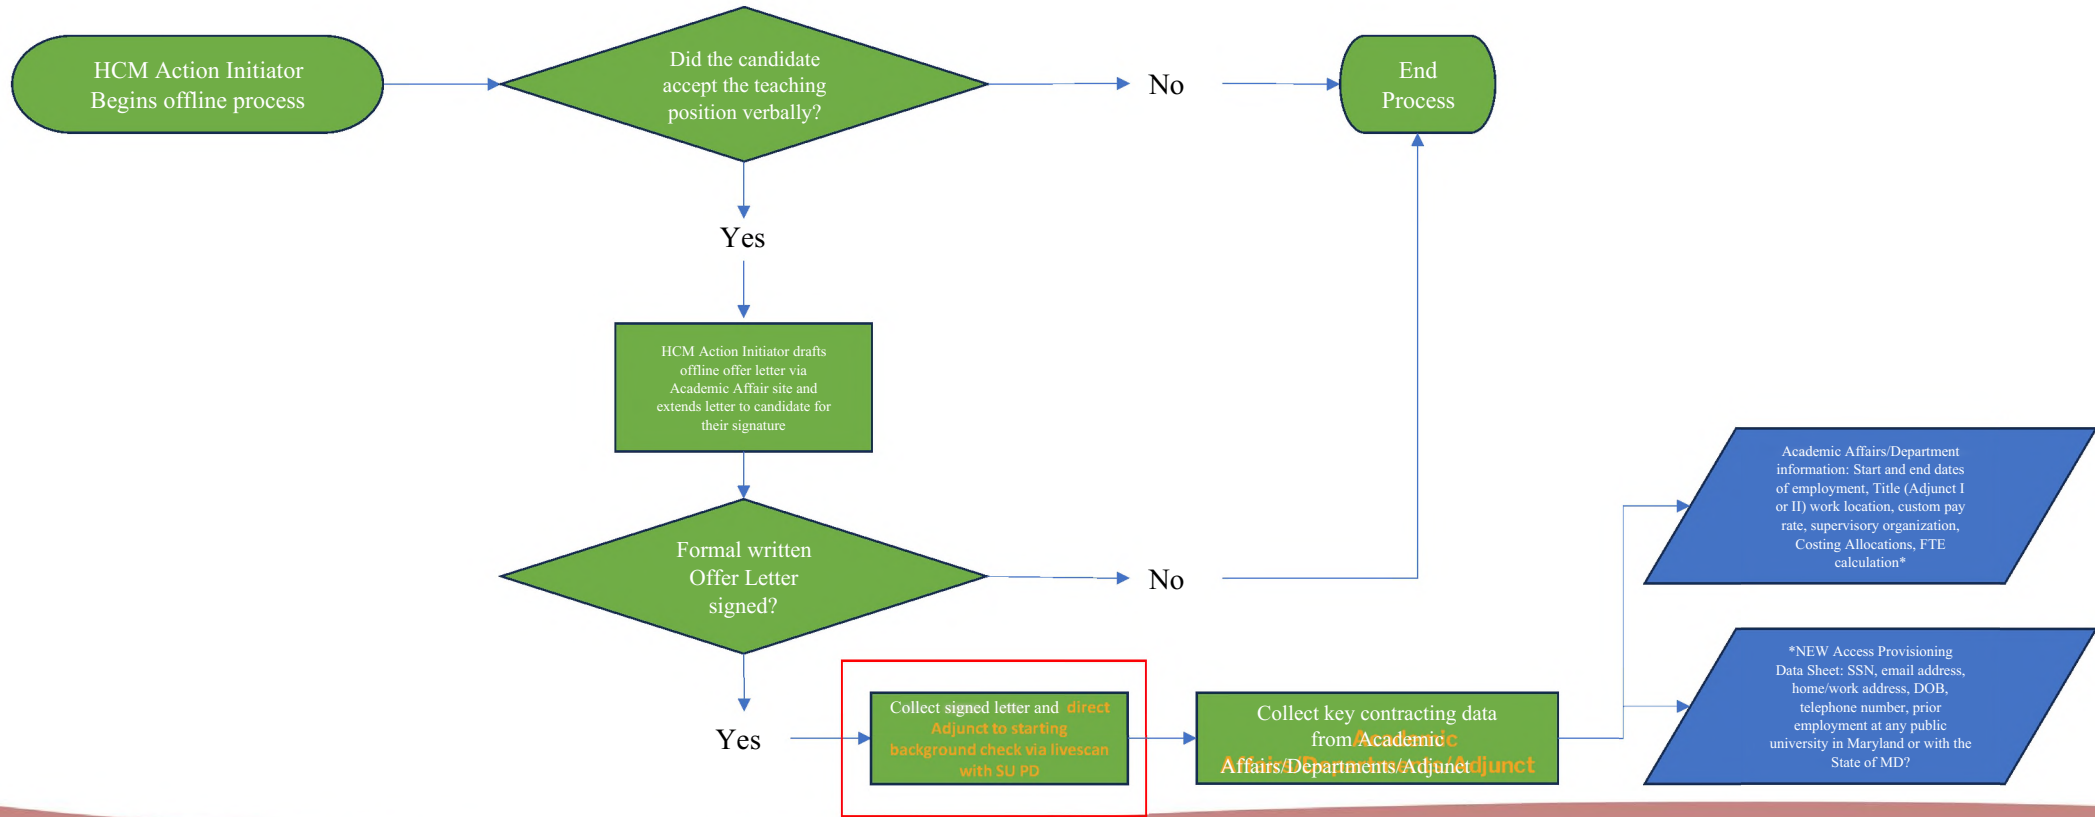 HCM Action Initiator
Begins offline process
Did the candidate
accept the teaching
position verbally?
No
End
Process
Yes
HCM Action Initiator drafts
offline offer letter via
Academic Affair site and
extends letter to candidate for
their signature
Formal written
Offer Letter
signed?
No
Yes
Collect signed letter and direct
Adjunct to starting
background check via livescan
with SU PD
Collect key contracting data
from Academic
Affairs/Departments/Adjunct
Academic Affairs/Department
information: Start and end dates
of employment, Title (Adjunct I
or II) work location, custom pay
rate, supervisory organization,
Costing Allocations, FTE
calculation*
*NEW Access Provisioning
Data Sheet: SSN, email address,
home/work address, DOB,
telephone number, prior
employment at any public
university in Maryland or with the
State of MD?